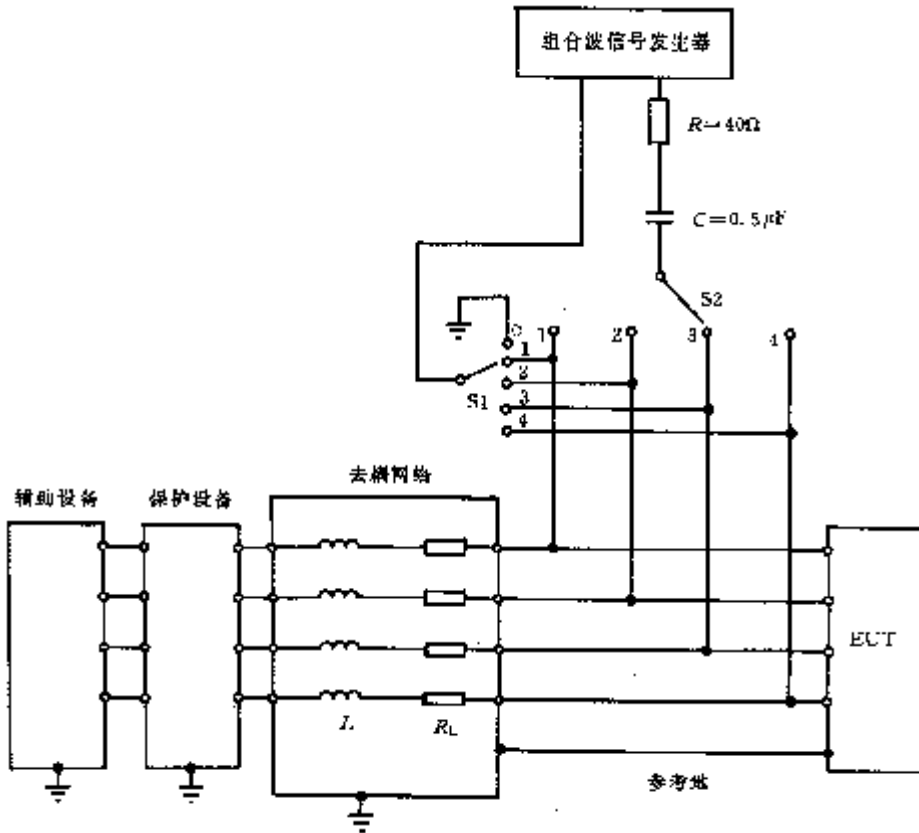 组合波信号发生器
R=40Ω
C=0.5μF
S2
0
1
2
3
4
1
2
3
4
S1
去耦网络
辅助设备
保护设备
EUT
L
R_L
参考地